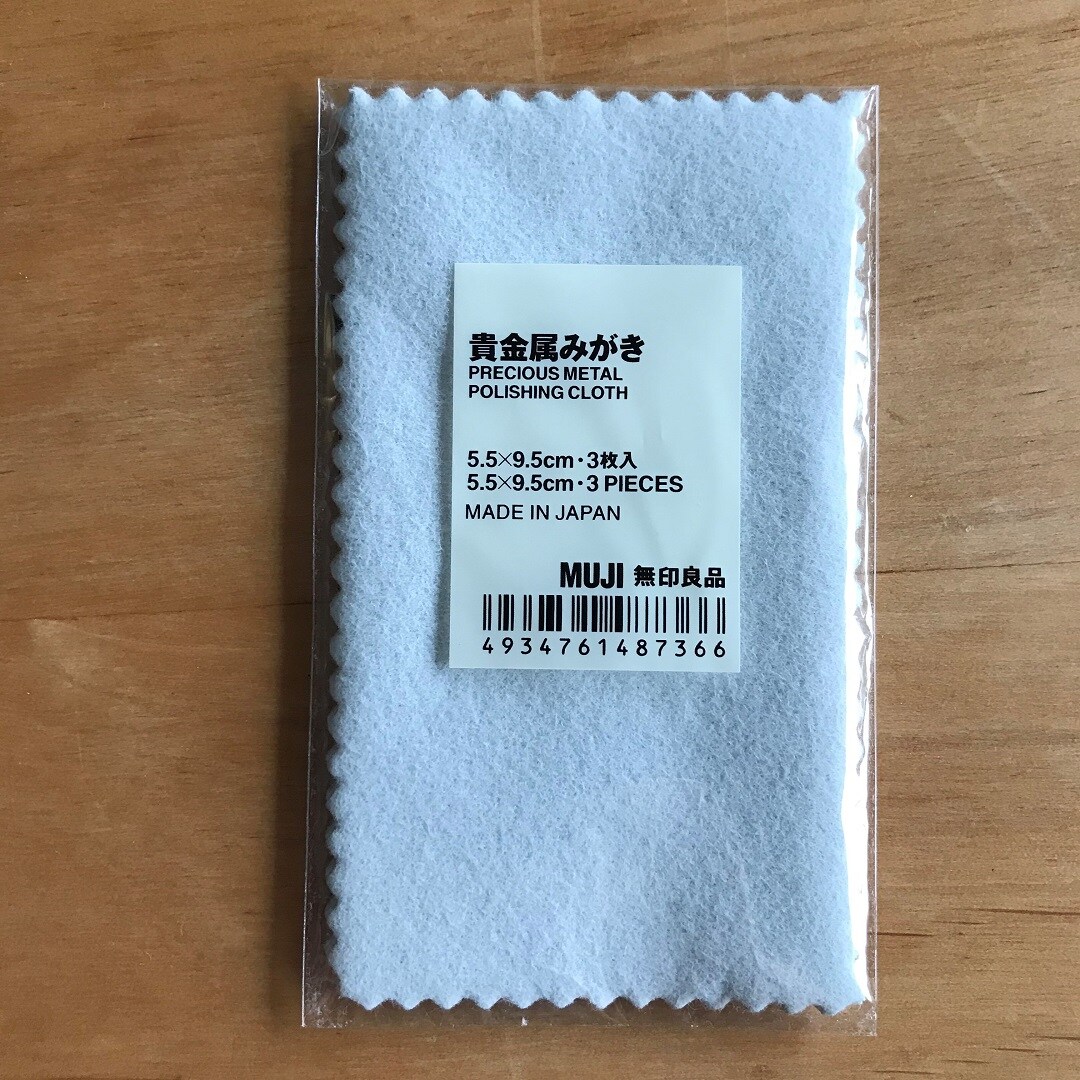 貴金属みがき
PRECIOUS METAL
POLISHING CLOTH
5.5×9.5cm・3枚入
5.5×9.5cm・3 PIECES
MADE IN JAPAN
MUJI 無印良品
4934761487366